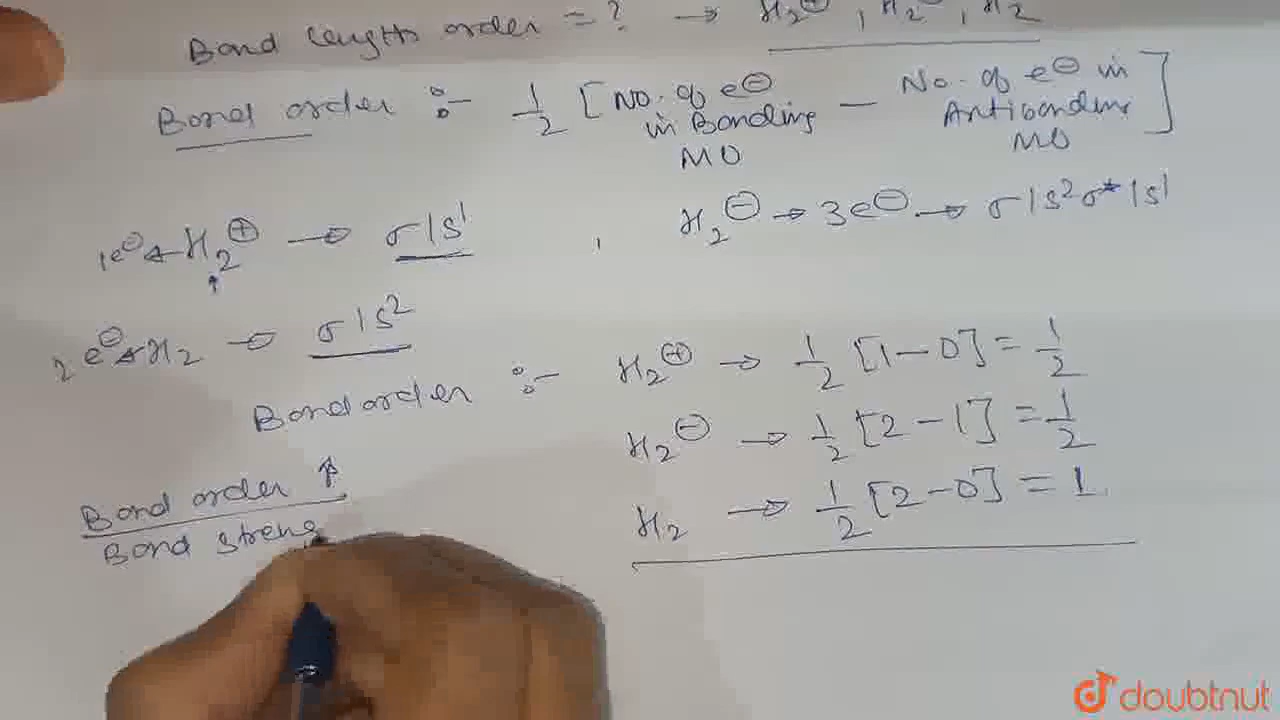 Bond length order = ? → H2⊕, H2⊖, H2
Bond order :- 1/2 [No. of e⊖ in Bonding MO — No. of e⊖ in Antibonding MO]
1e⊖ ← H2⊕ → σ1s¹ , H2⊖ → 3e⊖ → σ1s² σ*1s¹
2e⊖ ← H2 → σ1s²
Bond order :- H2⊕ → 1/2 [1-0] = 1/2
H2⊖ → 1/2 [2-1] = 1/2
H2 → 1/2 [2-0] = 1.
Bond order ↑
Bond streng
doubtnut